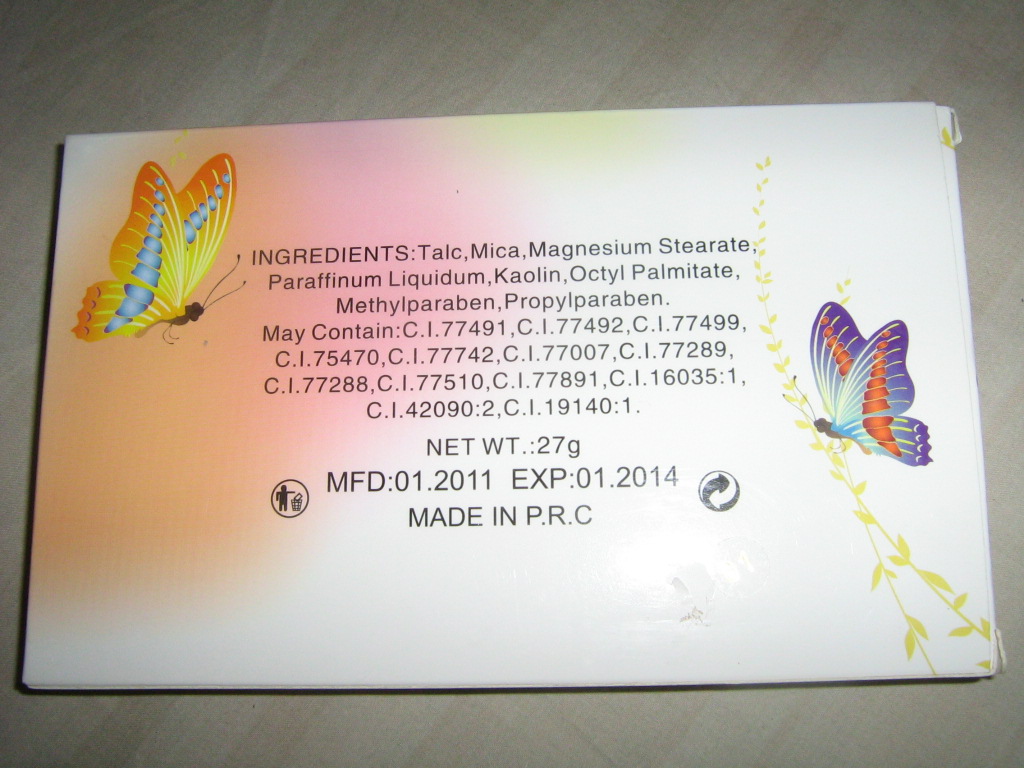 INGREDIENTS:Talc,Mica,Magnesium Stearate,
Paraffinum Liquidum,Kaolin,Octyl Palmitate,
Methylparaben,Propylparaben.
May Contain:C.I.77491,C.I.77492,C.I.77499,
C.I.75470,C.I.77742,C.I.77007,C.I.77289,
C.I.77288,C.I.77510,C.I.77891,C.I.16035:1,
C.I.42090:2,C.I.19140:1.
NET WT.:27g
MFD:01.2011 EXP:01.2014
MADE IN P.R.C